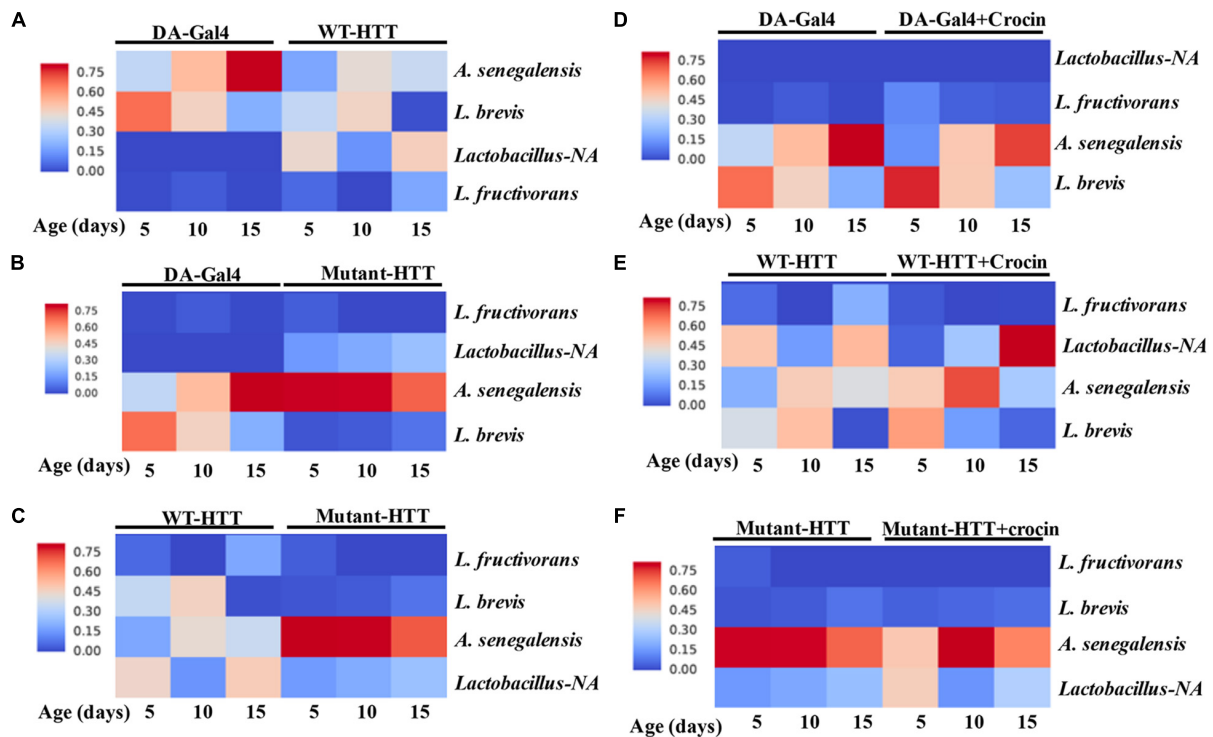 A
DA-Gal4 WT-HTT
0.75
0.60
0.45
0.30
0.15
0.00
A. senegalensis
L. brevis
Lactobacillus-NA
L. fructivorans
Age (days) 5 10 15 5 10 15
B
DA-Gal4 Mutant-HTT
0.75
0.60
0.45
0.30
0.15
0.00
L. fructivorans
Lactobacillus-NA
A. senegalensis
L. brevis
Age (days) 5 10 15 5 10 15
C
WT-HTT Mutant-HTT
0.75
0.60
0.45
0.30
0.15
0.00
L. fructivorans
L. brevis
A. senegalensis
Lactobacillus-NA
Age (days) 5 10 15 5 10 15
D
DA-Gal4 DA-Gal4+Crocin
0.75
0.60
0.45
0.30
0.15
0.00
Lactobacillus-NA
L. fructivorans
A. senegalensis
L. brevis
Age (days) 5 10 15 5 10 15
E
WT-HTT WT-HTT+Crocin
0.75
0.60
0.45
0.30
0.15
0.00
L. fructivorans
Lactobacillus-NA
A. senegalensis
L. brevis
Age (days) 5 10 15 5 10 15
F
Mutant-HTT Mutant-HTT+crocin
0.75
0.60
0.45
0.30
0.15
0.00
L. fructivorans
L. brevis
A. senegalensis
Lactobacillus-NA
Age (days) 5 10 15 5 10 15